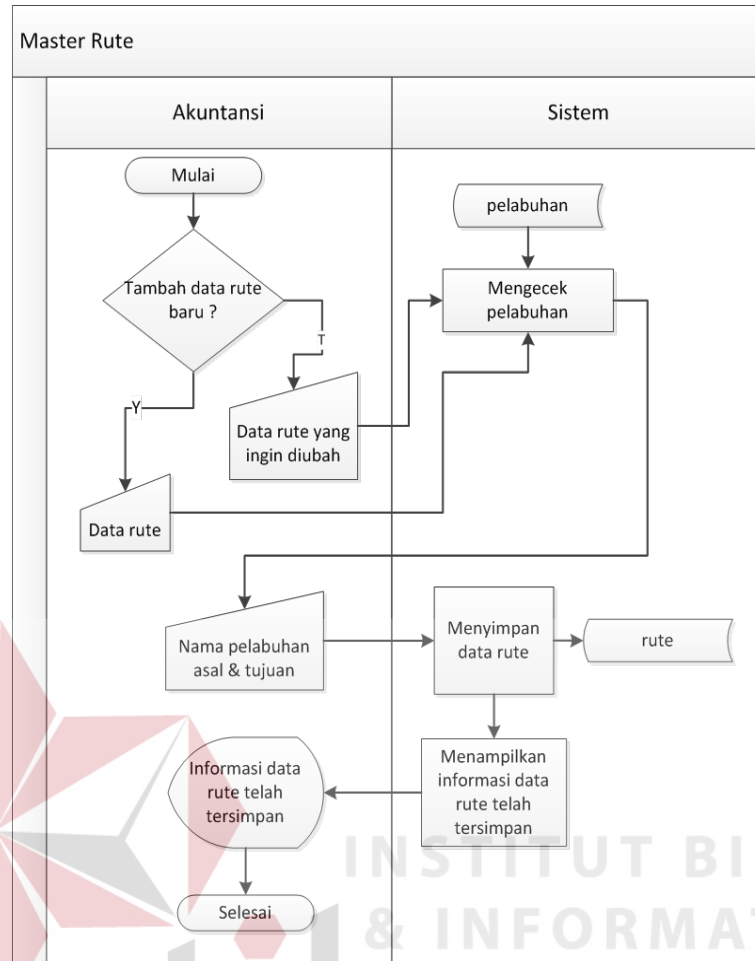 Master Rute
Akuntansi
Sistem
Mulai
pelabuhan
Tambah data rute
baru ?
Mengecek
pelabuhan
T
Y
Data rute yang
ingin diubah
Data rute
Nama pelabuhan
asal & tujuan
Menyimpan
data rute
rute
Informasi data
rute telah
tersimpan
Menampilkan
informasi data
rute telah
tersimpan
Selesai
INSTITUT BI
& INFORMAT